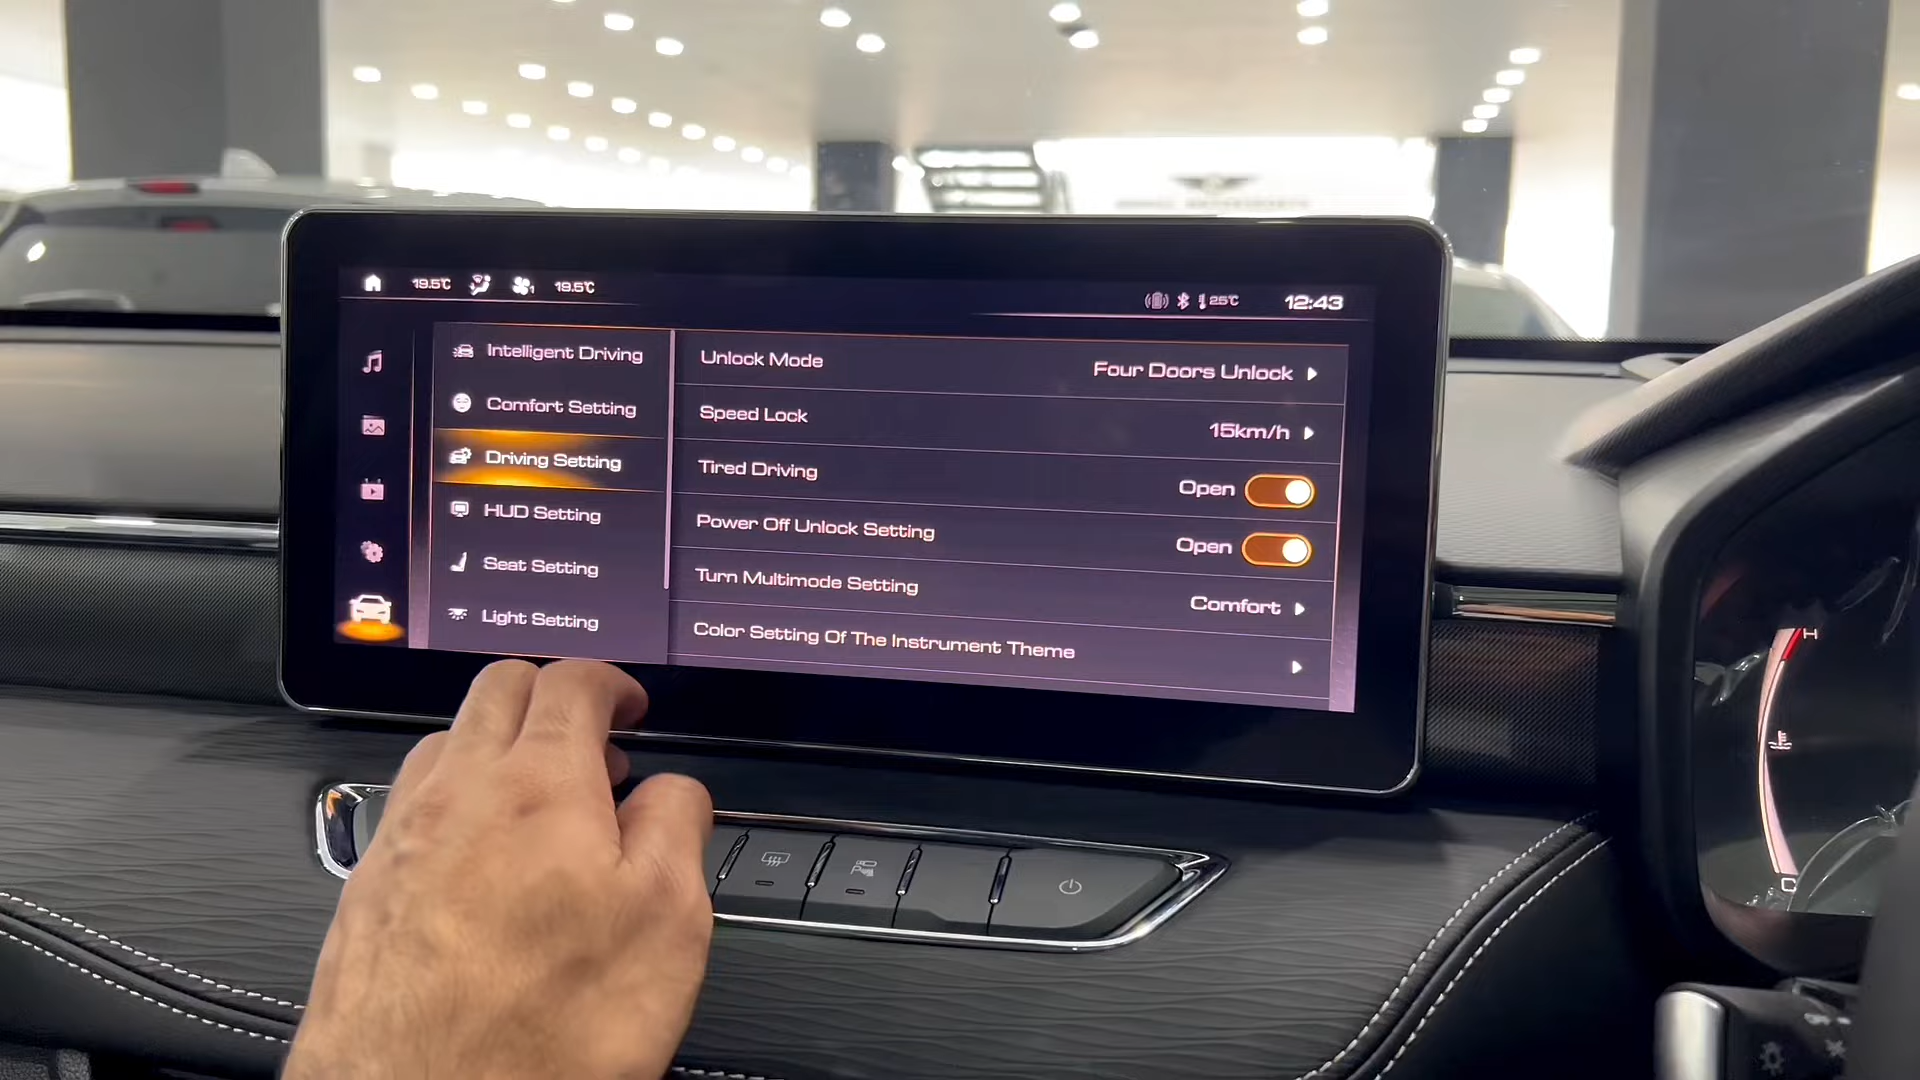 19.5℃ 1 19.5℃
25℃ 12:43
Intelligent Driving
Comfort Setting
Driving Setting
HUD Setting
Seat Setting
Light Setting
Unlock Mode Four Doors Unlock
Speed Lock 15km/h
Tired Driving Open
Power Off Unlock Setting Open
Turn Multimode Setting Comfort
Color Setting Of The Instrument Theme
H
C
P